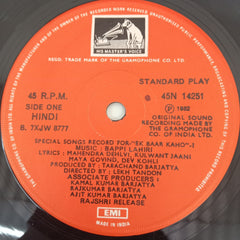 "HIS MASTER'S VOICE"
REGD. TRADE MARK OF THE GRAMOPHONE CO. LTD.
STANDARD PLAY
45 R.P.M.
SIDE ONE
HINDI
B. 7XJW 8777
45N 14251
℗ 1982
ORIGINAL SOUND
RECORDING MADE BY
THE GRAMOPHONE
CO. OF INDIA LTD.
SPECIAL SONGS RECORD FOR "EK BAAR KAHO"-I
MUSIC : BAPPI LAHIRI
LYRICS : MAHENDRA DEHLVI, KULWANT JAANI
MAYA GOVIND, DEV KOHLI
PRODUCED BY : TARACHAND BARJATYA
DIRECTED BY : LEKH TANDON
ASSOCIATE PRODUCERS :
KAMAL KUMAR BARJATYA
RAJKUMAR BARJATYA
AJIT KUMAR BARJATYA
RAJSHRI RELEASE
EMI
MADE IN INDIA